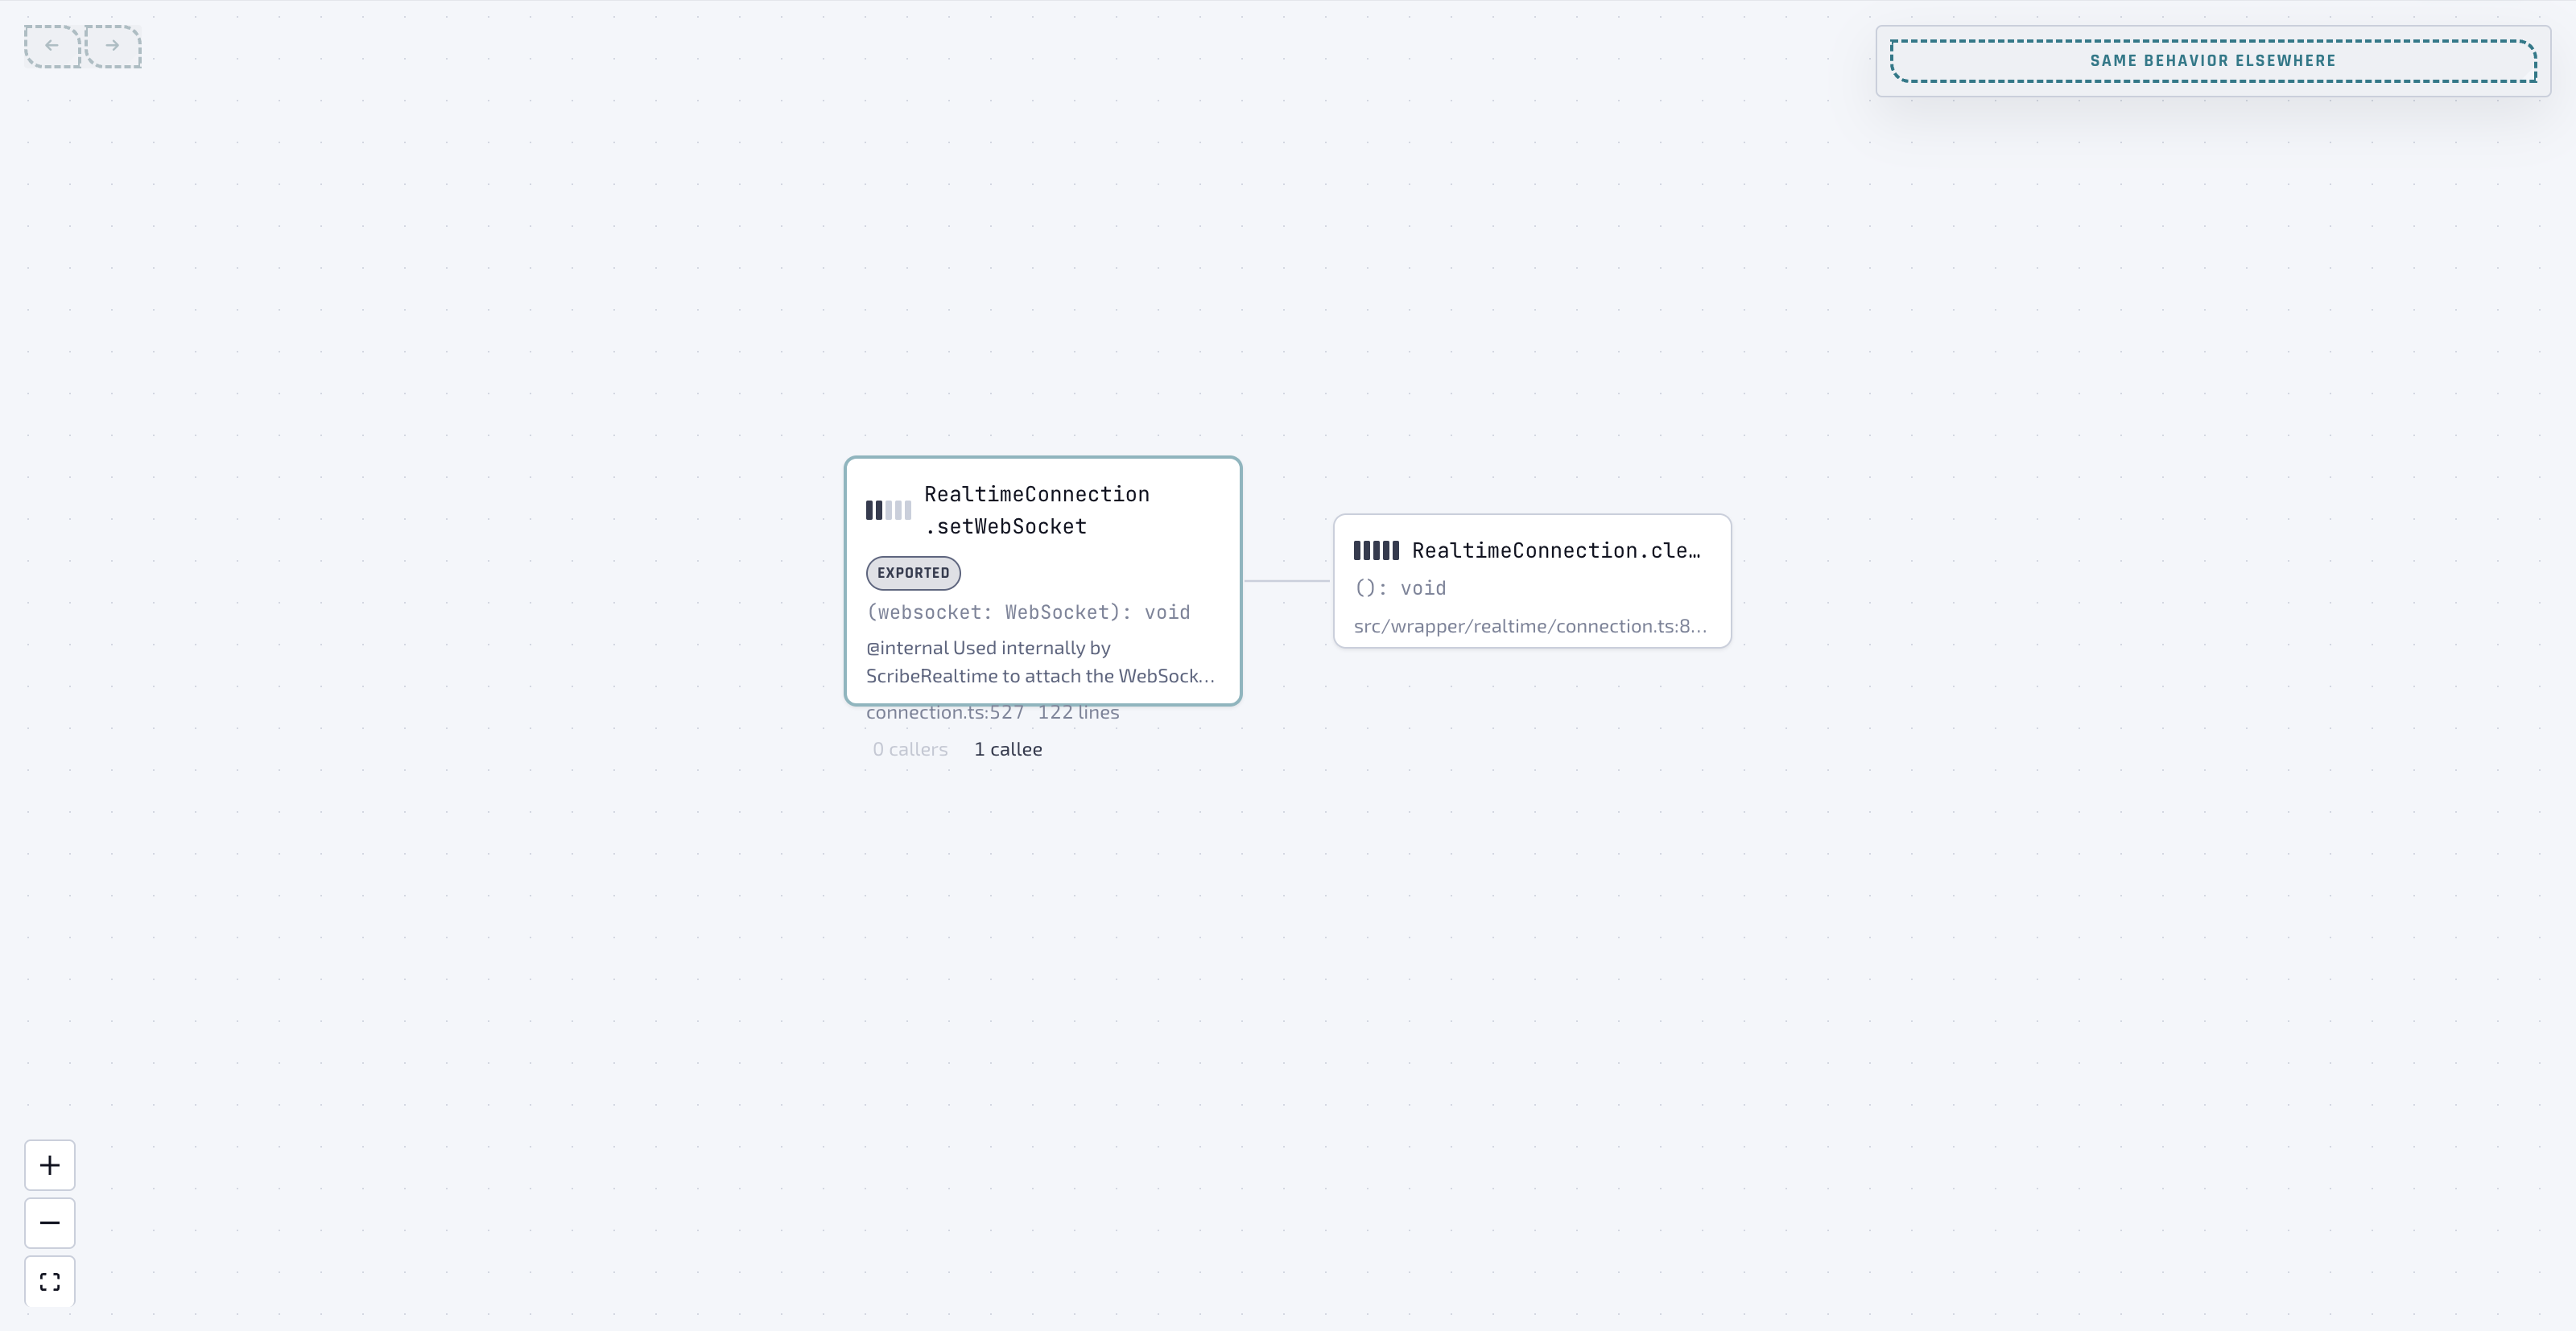 SAME BEHAVIOR ELSEWHERE
RealtimeConnection
.setWebSocket
EXPORTED
(websocket: WebSocket): void
@internal Used internally by
ScribeRealtime to attach the WebSock…
connection.ts:527 122 lines
0 callers 1 callee
RealtimeConnection.cle…
(): void
src/wrapper/realtime/connection.ts:8…